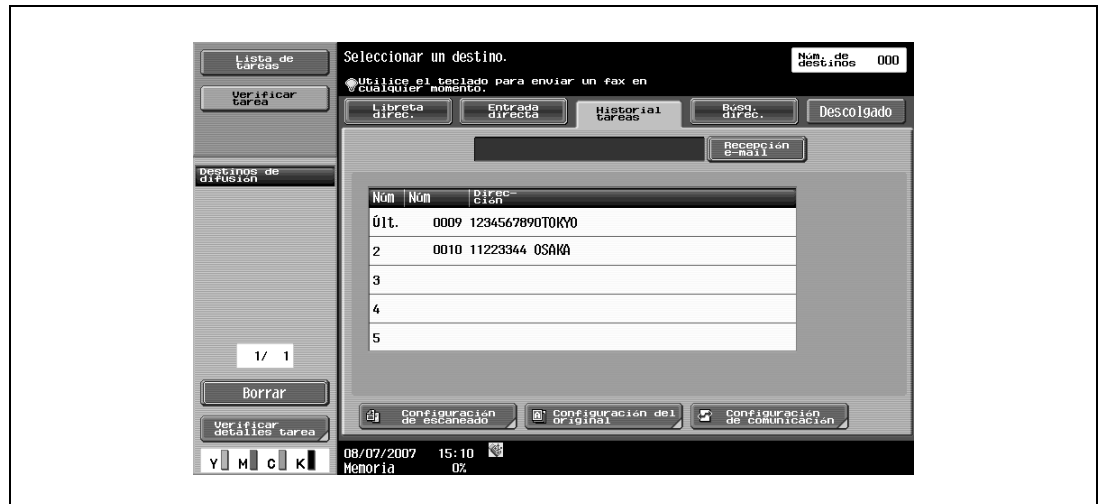 Lista de
tareas
Verificar
tarea
Destinos de
difusión
1/ 1
Borrar
Verificar
detalles tarea
Y M C K
Seleccionar un destino.
Utilice el teclado para enviar un fax en
cualquier momento.
Núm. de
destinos 000
Libreta
direc.
Entrada
directa
Historial
tareas
Búsq.
direc.
Descolgado
Recepción
e-mail
Núm Núm Direc-
ción
Últ. 0009 1234567890TOKYO
2 0010 11223344 OSAKA
3
4
5
Configuración
de escaneado
Configuración del
original
Configuración
de comunicación
08/07/2007 15:10
Memoria 0%